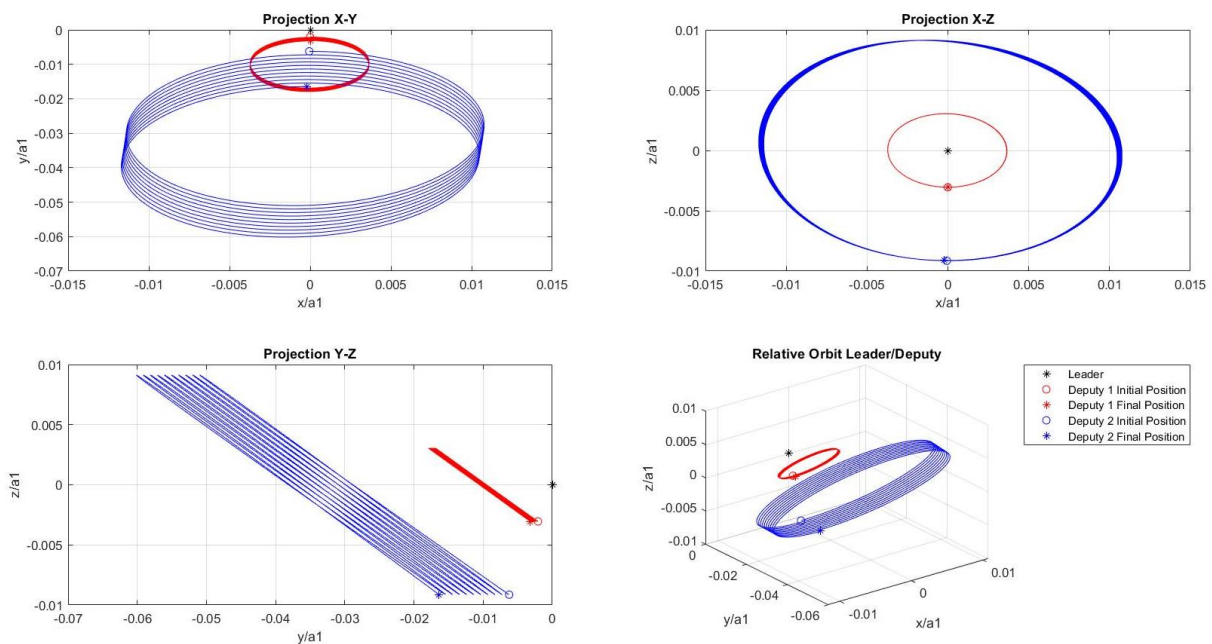 Projection X-Y
0
-0.01
-0.02
-0.03
-0.04
-0.05
-0.06
-0.07
y/a1
-0.015 -0.01 -0.005 0 0.005 0.01 0.015
x/a1
Projection X-Z
0.01
0.005
0
-0.005
-0.01
z/a1
-0.015 -0.01 -0.005 0 0.005 0.01 0.015
x/a1
Projection Y-Z
0.01
0.005
0
-0.005
-0.01
z/a1
-0.07 -0.06 -0.05 -0.04 -0.03 -0.02 -0.01 0
y/a1
Relative Orbit Leader/Deputy
0.01
0.005
0
-0.005
-0.01
z/a1
0
-0.02
-0.04
-0.06
y/a1
-0.01 0 0.01
x/a1
Leader
Deputy 1 Initial Position
Deputy 1 Final Position
Deputy 2 Initial Position
Deputy 2 Final Position